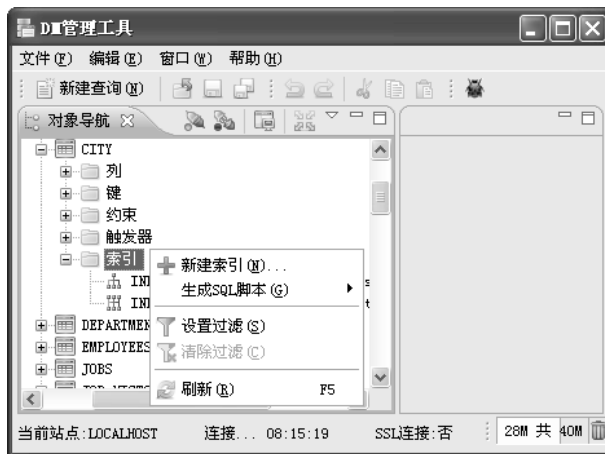 DM管理工具
文件(F) 编辑(E) 窗口(W) 帮助(H)
新建查询(N)
对象导航
CITY
列
键
约束
触发器
索引
新建索引(N)...
生成SQL脚本(G)
设置过滤(S)
清除过滤(C)
刷新(R) F5
DEPARTMEN
EMPLOYEES
JOBS
当前站点:LOCALHOST 连接... 08:15:19 SSL连接:否 28M 共 40M